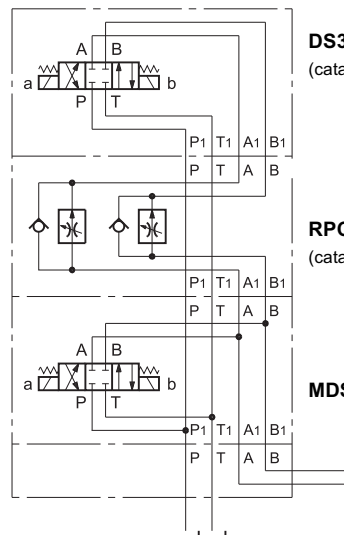 A B
DS3
(cata
a b
P T
P1 T1 A1 B1
P T A B
RPC
(cata
P1 T1 A1 B1
P T A B
A B
a b
MDS
P T
P1 T1 A1 B1
P T A B